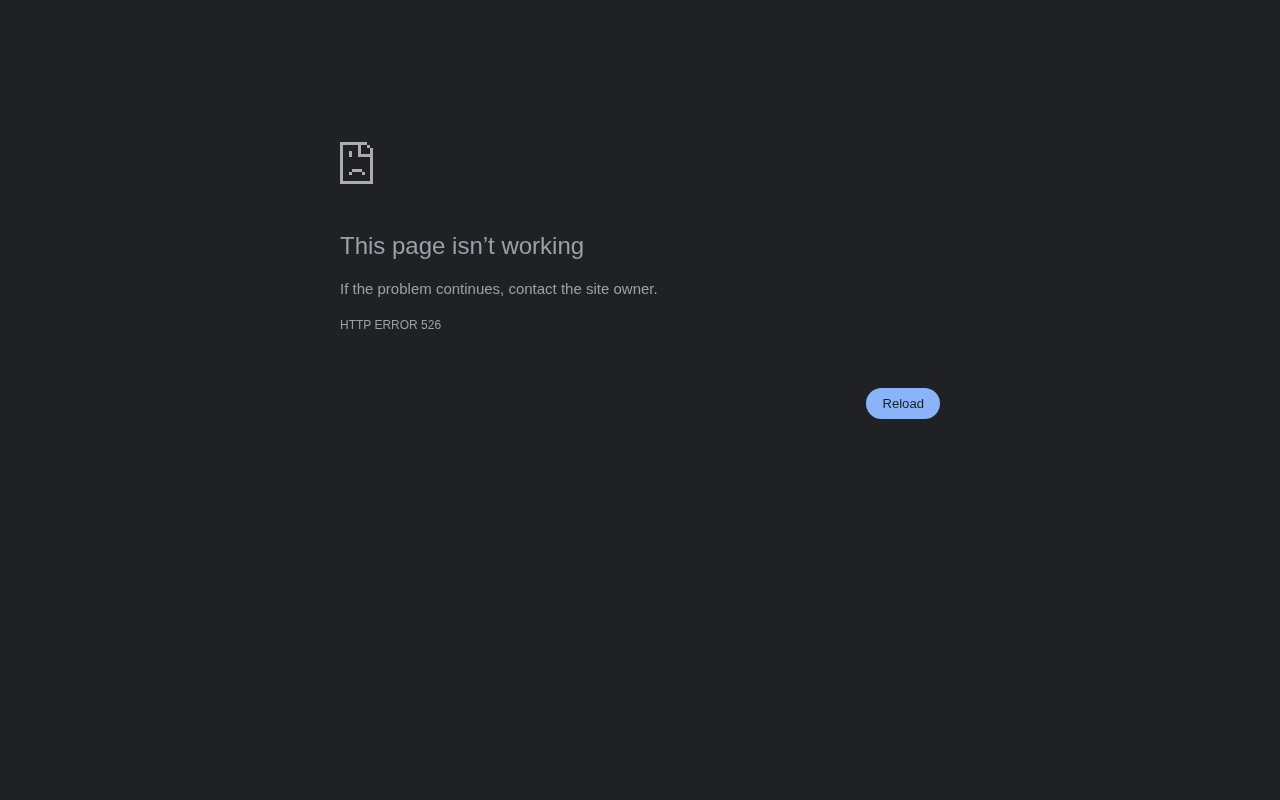 This page isn’t working
If the problem continues, contact the site owner.
HTTP ERROR 526
Reload